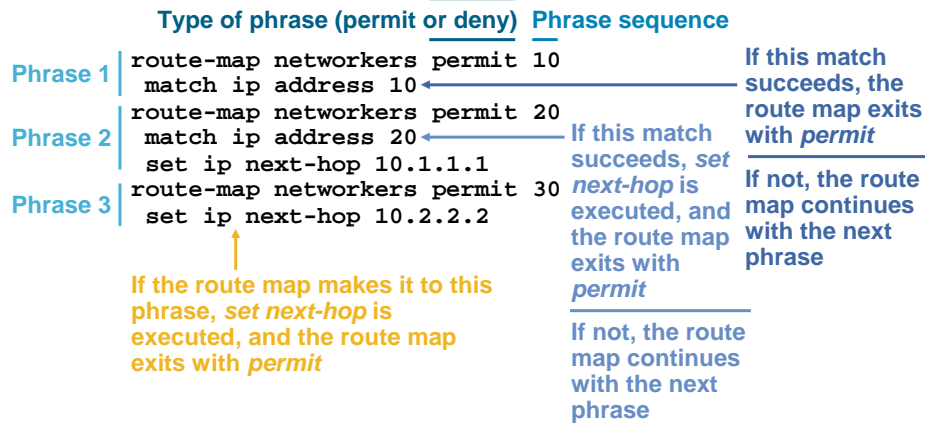 Type of phrase (permit or deny) Phrase sequence
Phrase 1
route-map networkers permit 10
match ip address 10
Phrase 2
route-map networkers permit 20
match ip address 20
set ip next-hop 10.1.1.1
Phrase 3
route-map networkers permit 30
set ip next-hop 10.2.2.2
If this match
succeeds, the
route map exits
with permit
If not, the route
map continues
with the next
phrase
If this match
succeeds, set
next-hop is
executed, and
the route map
exits with
permit
If not, the route
map continues
with the next
phrase
If the route map makes it to this
phrase, set next-hop is
executed, and the route map
exits with permit